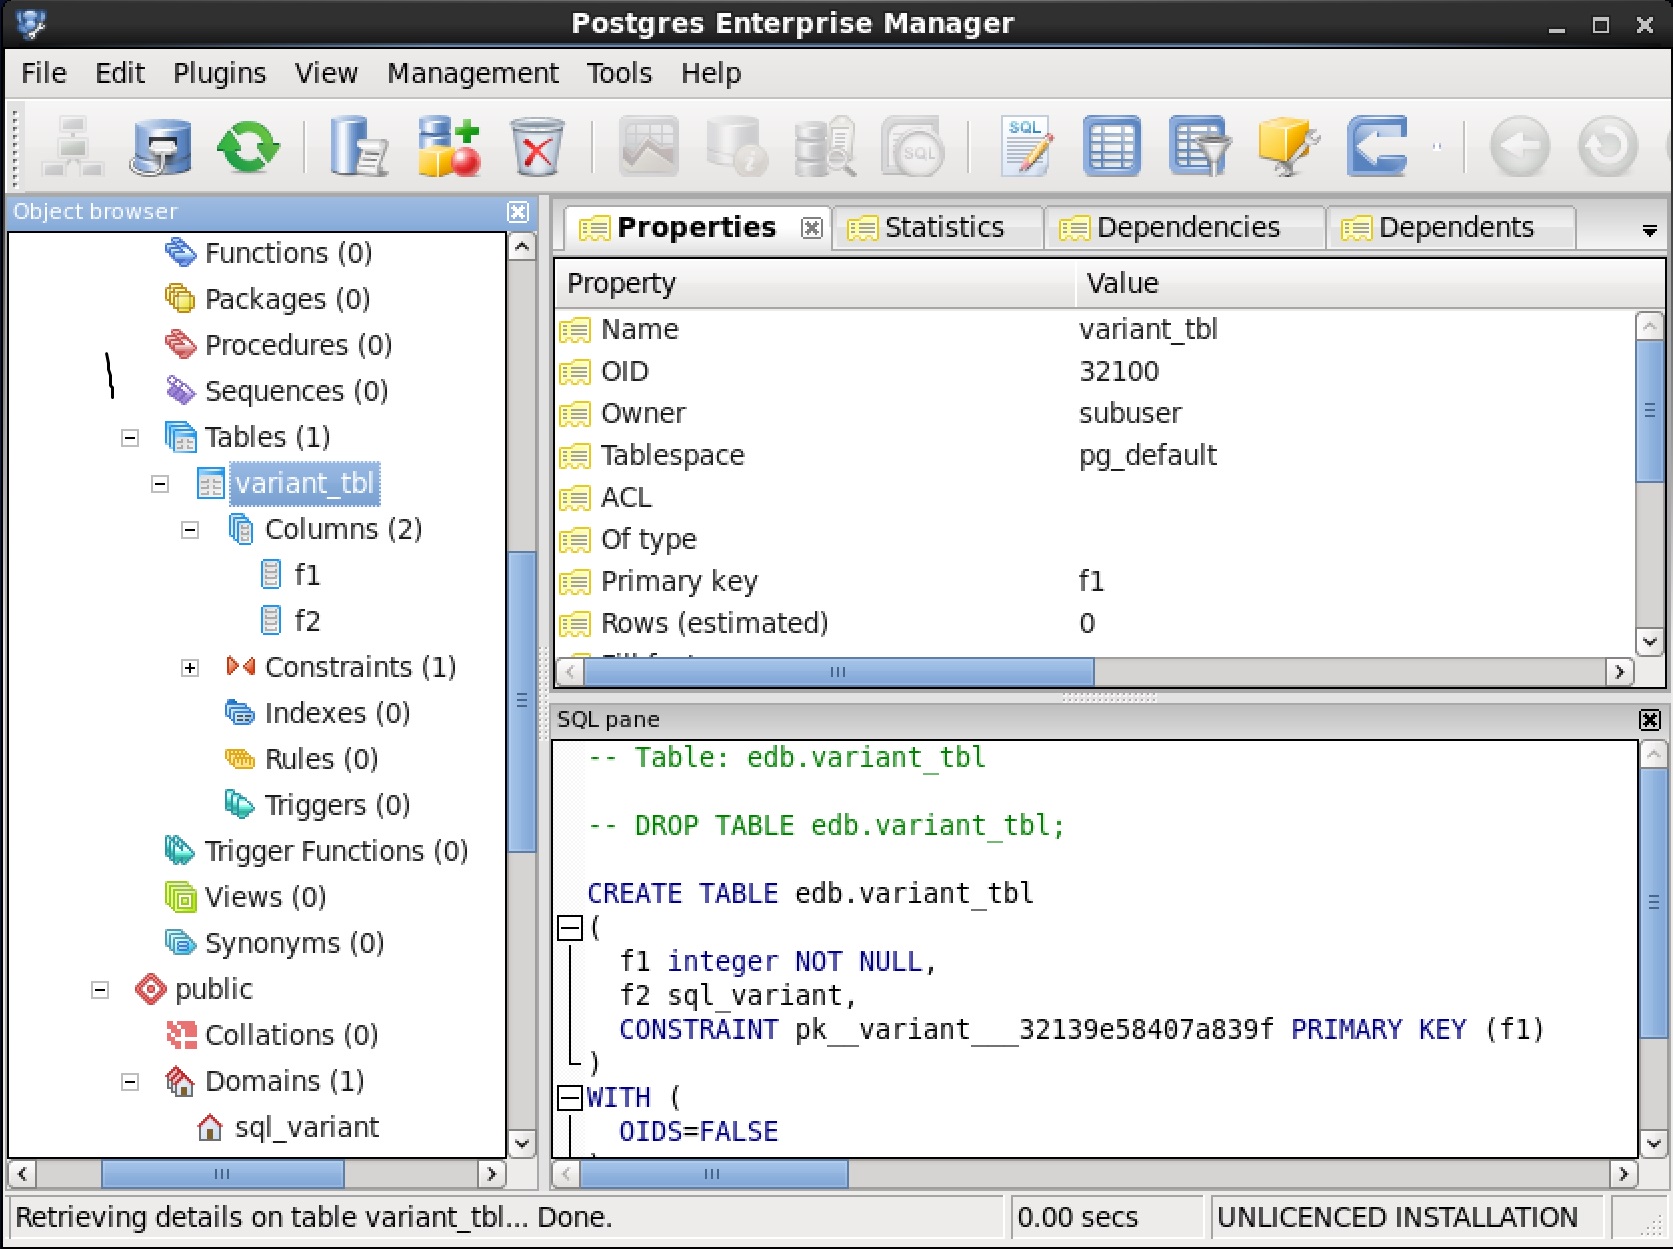 Postgres Enterprise Manager
File Edit Plugins View Management Tools Help
SQL
SQL
Object browser
Functions (0)
Packages (0)
Procedures (0)
Sequences (0)
Tables (1)
variant_tbl
Columns (2)
f1
f2
Constraints (1)
Indexes (0)
Rules (0)
Triggers (0)
Trigger Functions (0)
Views (0)
Synonyms (0)
public
Collations (0)
Domains (1)
sql_variant
Properties Statistics Dependencies Dependents
Property Value
Name variant_tbl
OID 32100
Owner subuser
Tablespace pg_default
ACL
Of type
Primary key f1
Rows (estimated) 0
SQL pane
-- Table: edb.variant_tbl
-- DROP TABLE edb.variant_tbl;
CREATE TABLE edb.variant_tbl
(
f1 integer NOT NULL,
f2 sql_variant,
CONSTRAINT pk__variant___32139e58407a839f PRIMARY KEY (f1)
)
WITH (
OIDS=FALSE
Retrieving details on table variant_tbl... Done. 0.00 secs UNLICENCED INSTALLATION